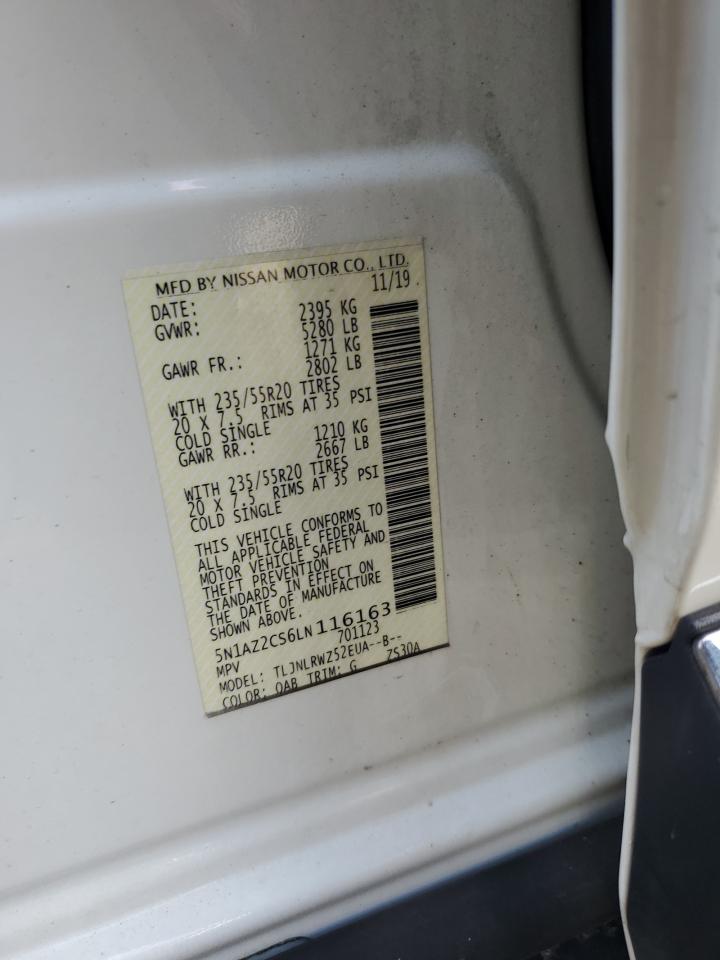 MFD BY NISSAN MOTOR CO., LTD.
DATE: 11/19
GVWR: 2395 KG
5280 LB
GAWR FR.: 1271 KG
2802 LB
WITH 235/55R20 TIRES
20 X 7.5 RIMS AT 35 PSI
COLD SINGLE
GAWR RR.: 1210 KG
2667 LB
WITH 235/55R20 TIRES
20 X 7.5 RIMS AT 35 PSI
COLD SINGLE
THIS VEHICLE CONFORMS TO
ALL APPLICABLE FEDERAL
MOTOR VEHICLE SAFETY AND
THEFT PREVENTION
STANDARDS IN EFFECT ON
THE DATE OF MANUFACTURE
SHOWN ABOVE.
5N1AZ2CS6LN116163
MPV 701123
MODEL: TLJNLRWZ52EUA--B--
COLOR: QAB TRIM: G Z530A